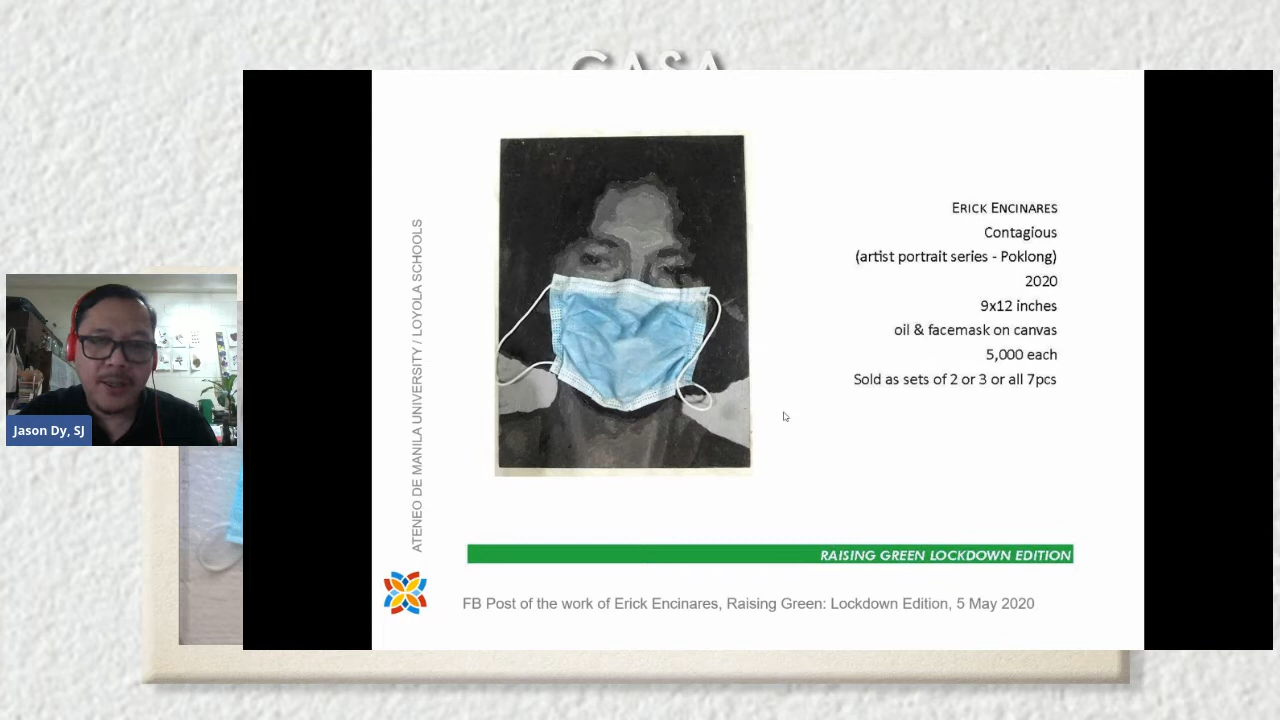 CASA
ATENEO DE MANILA UNIVERSITY / LOYOLA SCHOOLS
ERICK ENCINARES
Contagious
(artist portrait series - Poklong)
2020
9x12 inches
oil & facemask on canvas
5,000 each
Sold as sets of 2 or 3 or all 7pcs
Jason Dy, SJ
RAISING GREEN LOCKDOWN EDITION
FB Post of the work of Erick Encinares, Raising Green: Lockdown Edition, 5 May 2020